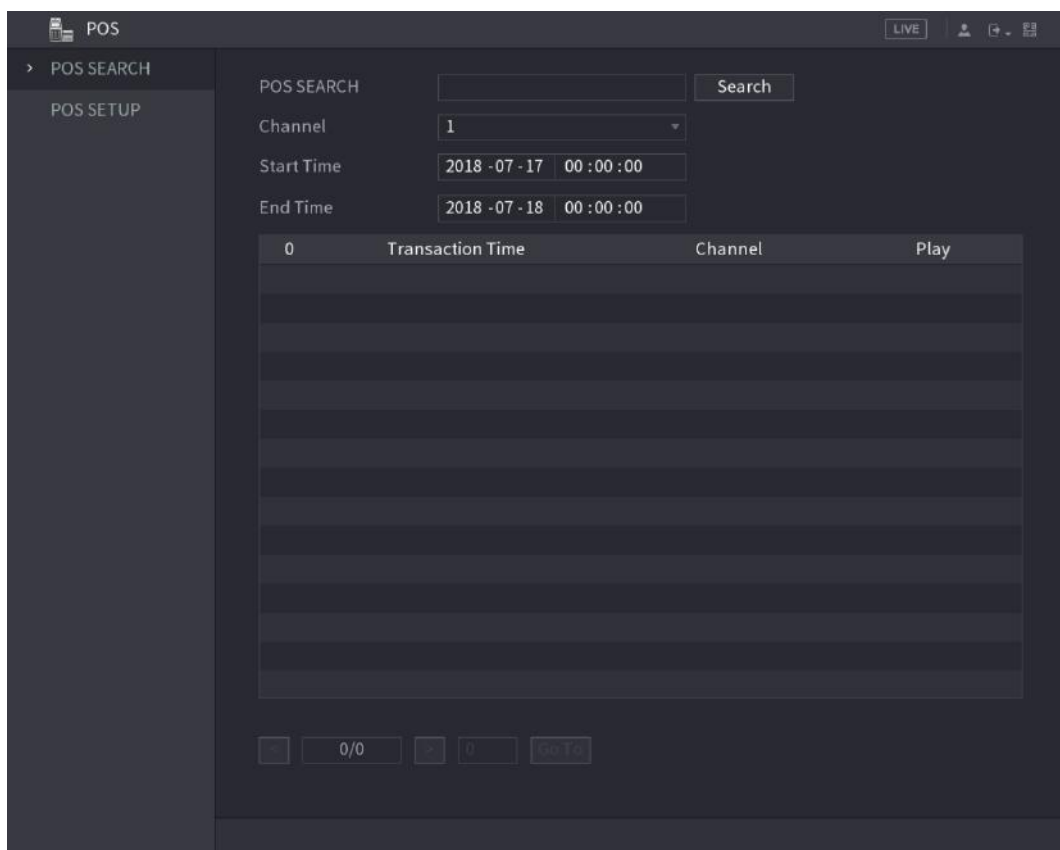 POS
LIVE
> POS SEARCH
POS SETUP
POS SEARCH Search
Channel 1
Start Time 2018 -07 -17 00 :00 :00
End Time 2018 -07 -18 00 :00 :00
0 Transaction Time Channel Play
< 0/0 > 0 Go To